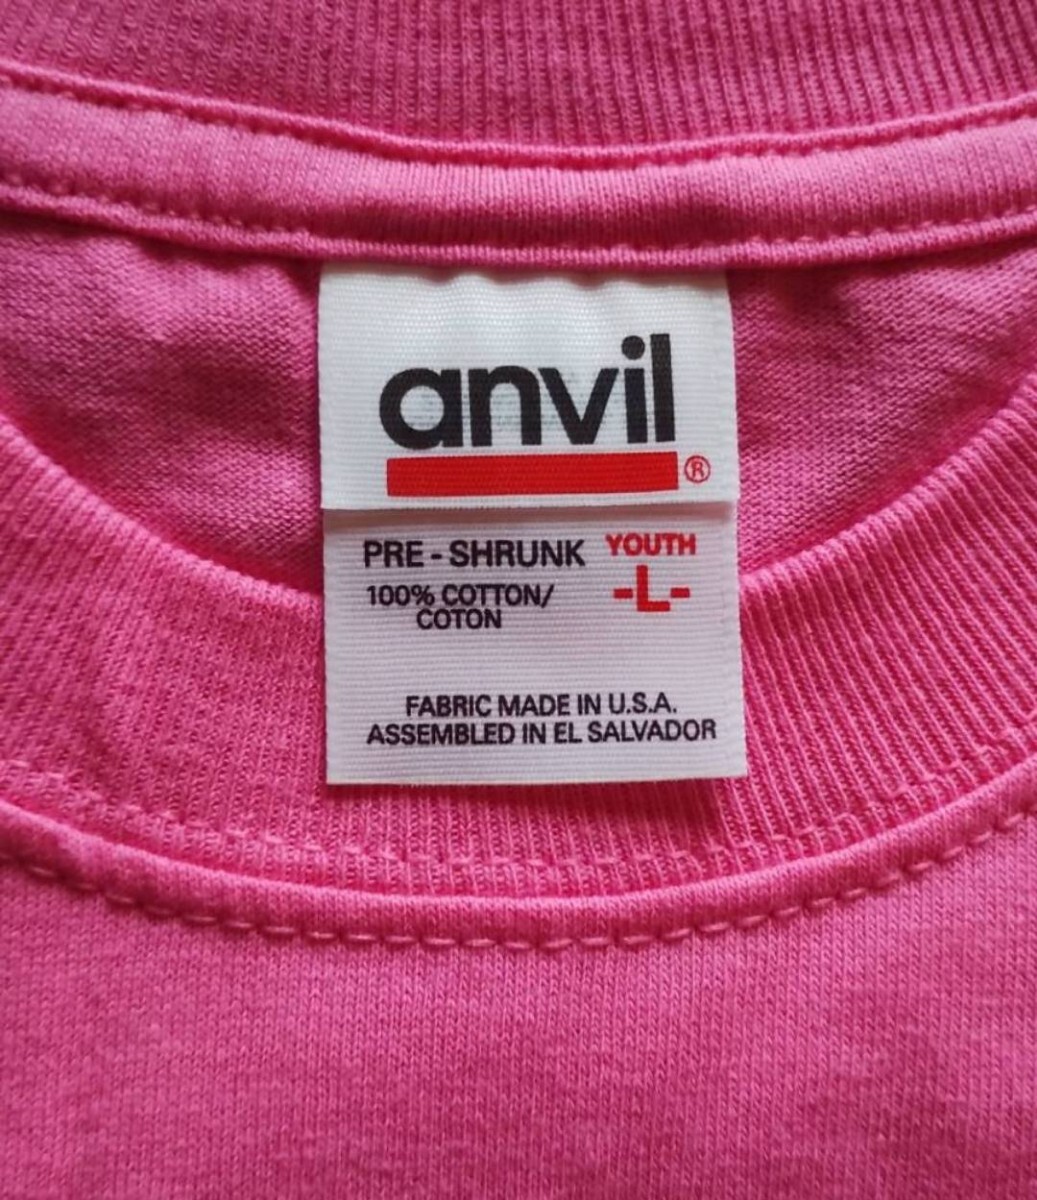 anvil®
PRE - SHRUNK YOUTH
100% COTTON/ -L-
COTON
FABRIC MADE IN U.S.A.
ASSEMBLED IN EL SALVADOR